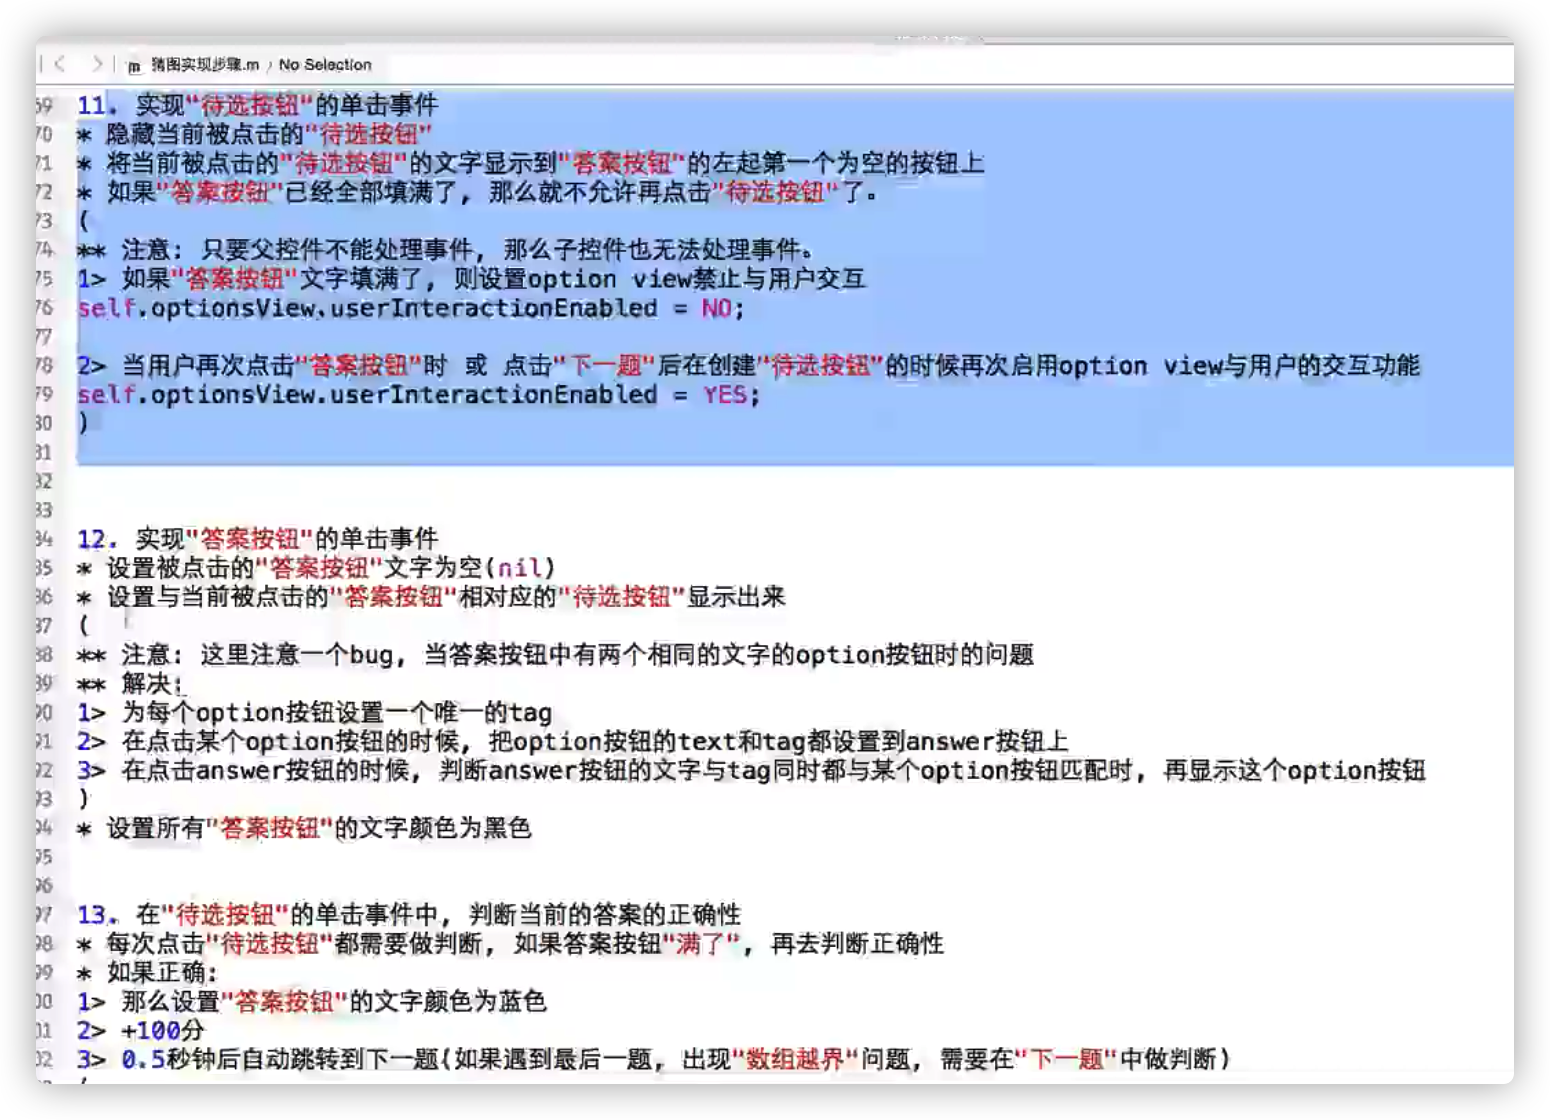 猜图实现步骤.m › No Selection
69 11. 实现"待选按钮"的单击事件
70 * 隐藏当前被点击的"待选按钮"
71 * 将当前被点击的"待选按钮"的文字显示到"答案按钮"的左起第一个为空的按钮上
72 * 如果"答案按钮"已经全部填满了, 那么就不允许再点击"待选按钮"了。
73 (
74 ** 注意: 只要父控件不能处理事件, 那么子控件也无法处理事件。
75 1> 如果"答案按钮"文字填满了, 则设置option view禁止与用户交互
76 self.optionsView.userInteractionEnabled = NO;
77
78 2> 当用户再次点击"答案按钮"时 或 点击"下一题"后在创建"待选按钮"的时候再次启用option view与用户的交互功能
79 self.optionsView.userInteractionEnabled = YES;
80 )
81
82
83
84 12. 实现"答案按钮"的单击事件
85 * 设置被点击的"答案按钮"文字为空(nil)
86 * 设置与当前被点击的"答案按钮"相对应的"待选按钮"显示出来
87 (
88 ** 注意: 这里注意一个bug, 当答案按钮中有两个相同的文字的option按钮时的问题
89 ** 解决:
90 1> 为每个option按钮设置一个唯一的tag
91 2> 在点击某个option按钮的时候, 把option按钮的text和tag都设置到answer按钮上
92 3> 在点击answer按钮的时候, 判断answer按钮的文字与tag同时都与某个option按钮匹配时, 再显示这个option按钮
93 )
94 * 设置所有"答案按钮"的文字颜色为黑色
95
96
97 13. 在"待选按钮"的单击事件中, 判断当前的答案的正确性
98 * 每次点击"待选按钮"都需要做判断, 如果答案按钮"满了", 再去判断正确性
99 * 如果正确:
00 1> 那么设置"答案按钮"的文字颜色为蓝色
01 2> +100分
02 3> 0.5秒钟后自动跳转到下一题(如果遇到最后一题, 出现"数组越界"问题, 需要在"下一题"中做判断)